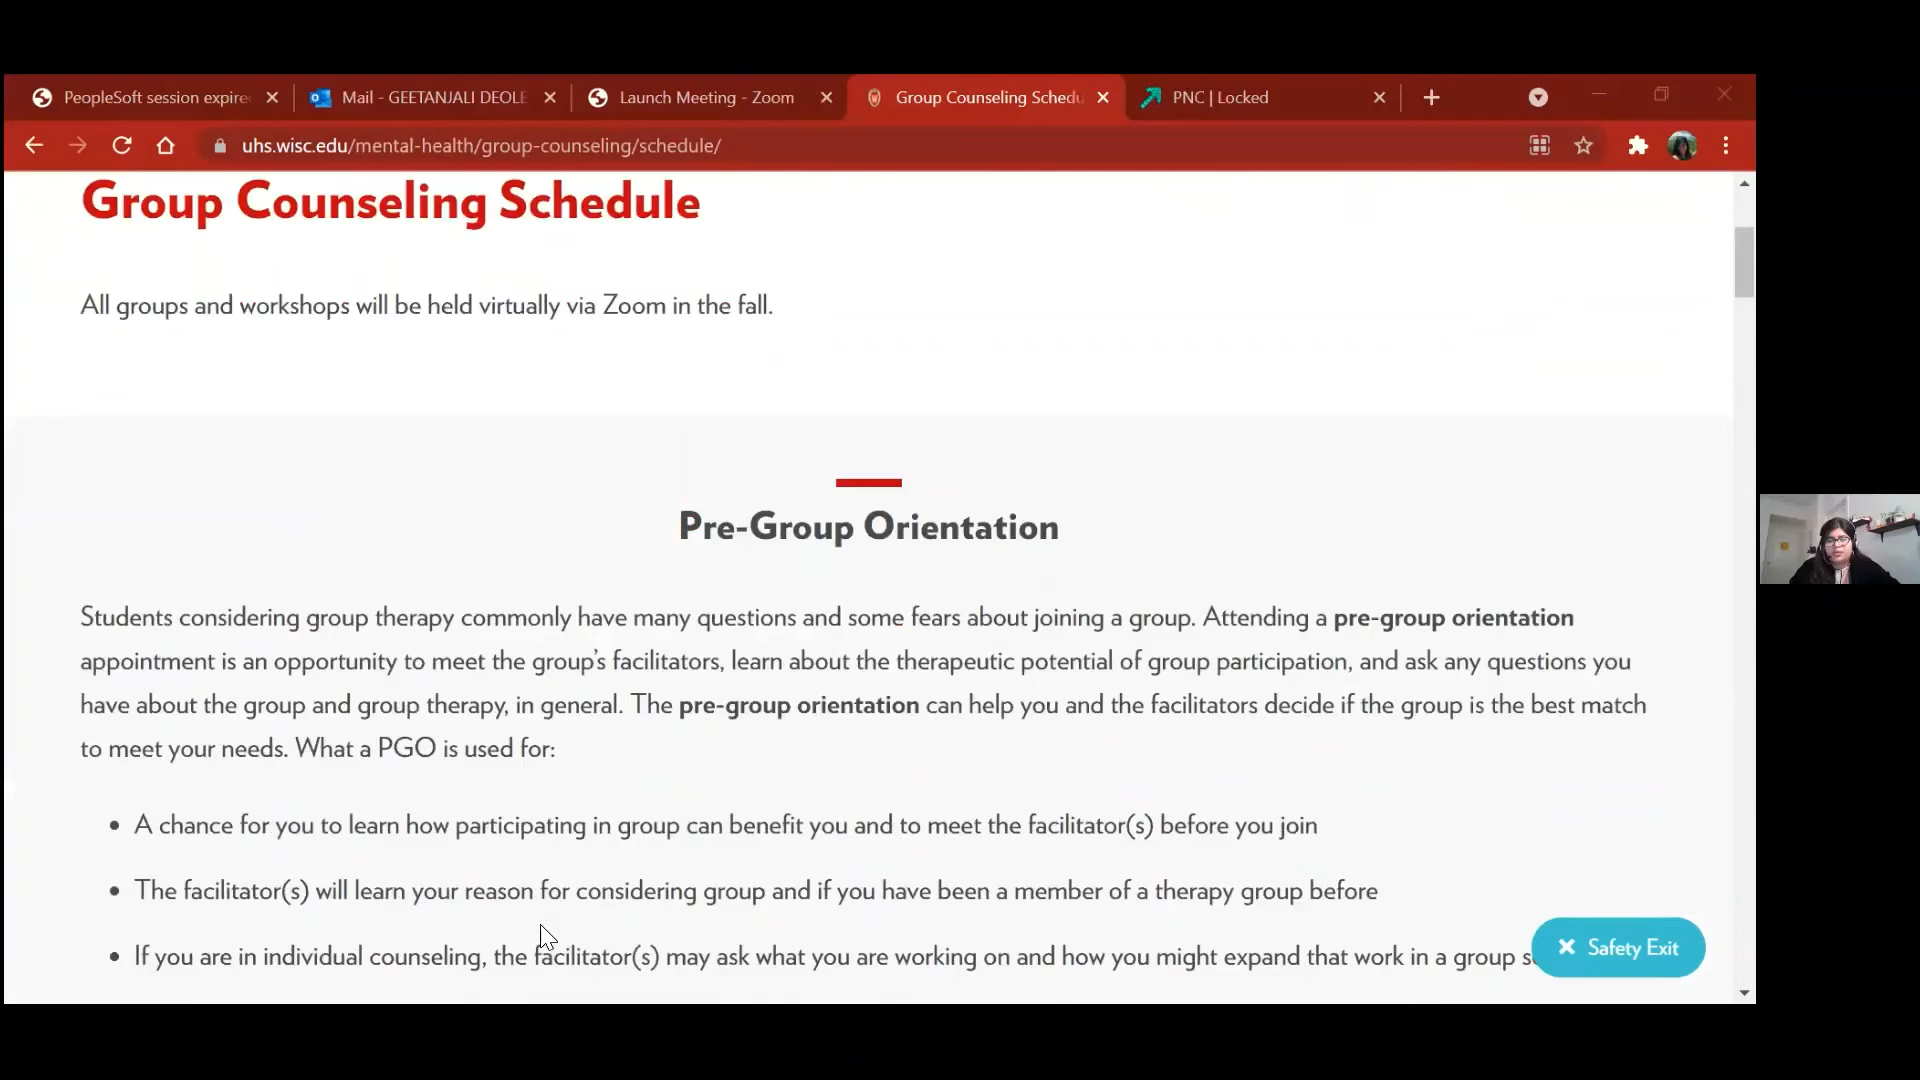 PeopleSoft session expire
Mail - GEETANJALI DEOLE
Launch Meeting - Zoom
Group Counseling Schedu
PNC | Locked
uhs.wisc.edu/mental-health/group-counseling/schedule/
Group Counseling Schedule
All groups and workshops will be held virtually via Zoom in the fall.
Pre-Group Orientation
Students considering group therapy commonly have many questions and some fears about joining a group. Attending a pre-group orientation
appointment is an opportunity to meet the group’s facilitators, learn about the therapeutic potential of group participation, and ask any questions you
have about the group and group therapy, in general. The pre-group orientation can help you and the facilitators decide if the group is the best match
to meet your needs. What a PGO is used for:
• A chance for you to learn how participating in group can benefit you and to meet the facilitator(s) before you join
• The facilitator(s) will learn your reason for considering group and if you have been a member of a therapy group before
• If you are in individual counseling, the facilitator(s) may ask what you are working on and how you might expand that work in a group
Safety Exit